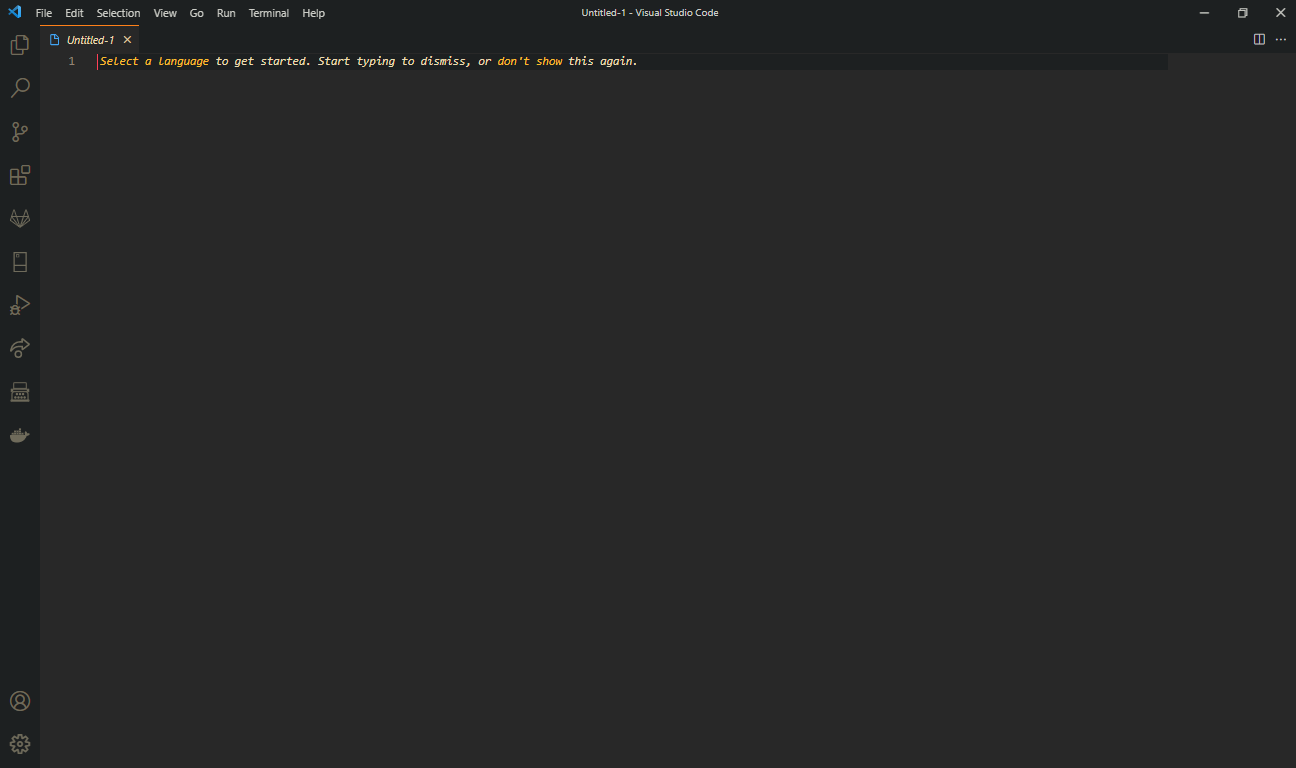 File Edit Selection View Go Run Terminal Help Untitled-1 - Visual Studio Code
Untitled-1
1 Select a language to get started. Start typing to dismiss, or don't show this again.